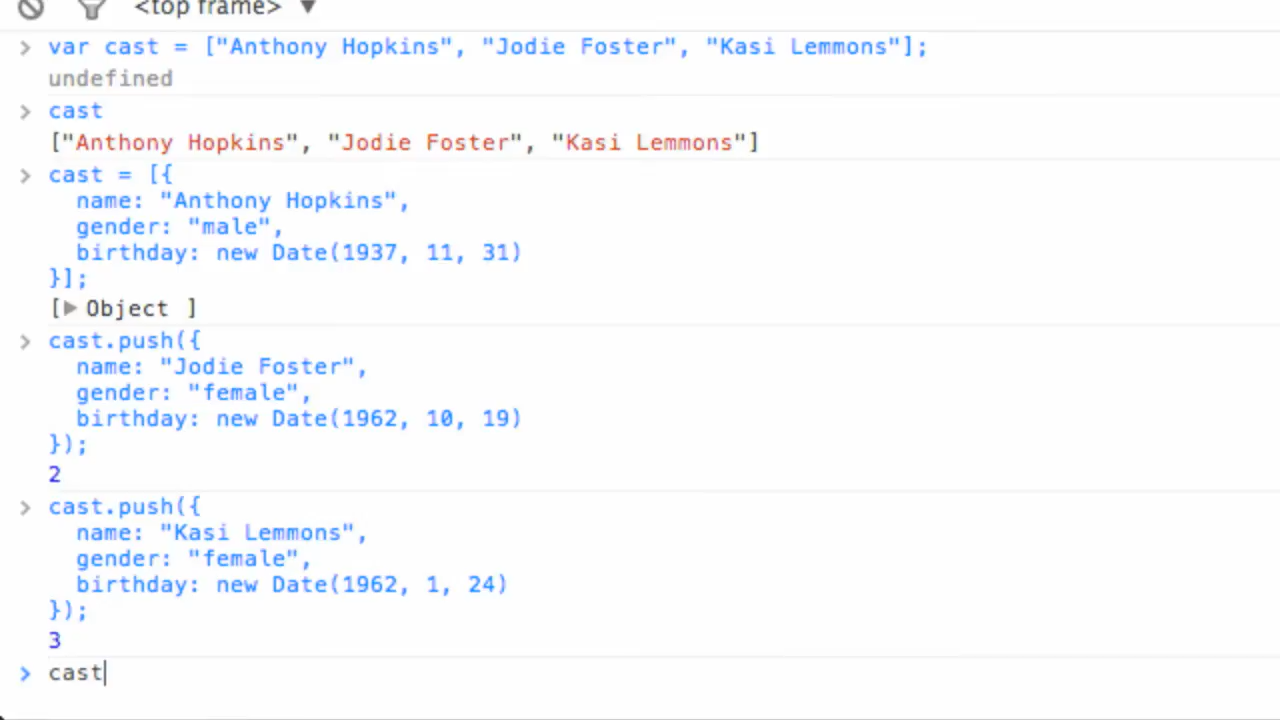 <top frame> ▼
> var cast = ["Anthony Hopkins", "Jodie Foster", "Kasi Lemmons"];
undefined
> cast
["Anthony Hopkins", "Jodie Foster", "Kasi Lemmons"]
> cast = [{
  name: "Anthony Hopkins",
  gender: "male",
  birthday: new Date(1937, 11, 31)
}];
[▶ Object ]
> cast.push({
  name: "Jodie Foster",
  gender: "female",
  birthday: new Date(1962, 10, 19)
});
2
> cast.push({
  name: "Kasi Lemmons",
  gender: "female",
  birthday: new Date(1962, 1, 24)
});
3
> cast